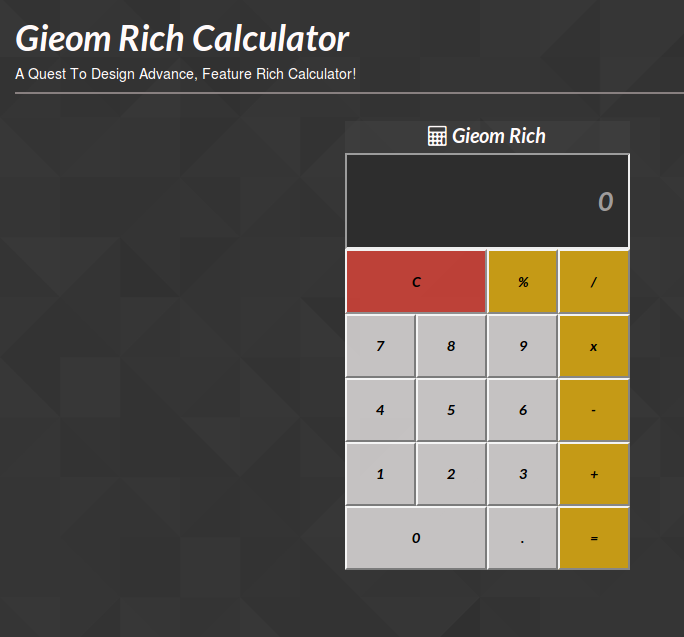 Gieom Rich Calculator
A Quest To Design Advance, Feature Rich Calculator!
Gieom Rich
0
C % /
7 8 9 x
4 5 6 -
1 2 3 +
0 . =